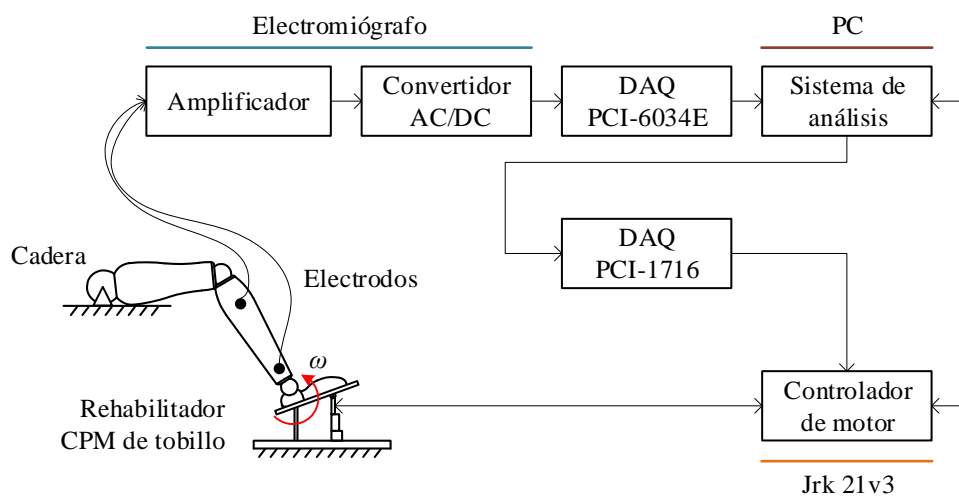 Electromiógrafo
PC
Amplificador
Convertidor
AC/DC
DAQ
PCI-6034E
Sistema de
análisis
DAQ
PCI-1716
Cadera
Electrodos
ω
Rehabilitador
CPM de tobillo
Controlador
de motor
Jrk 21v3